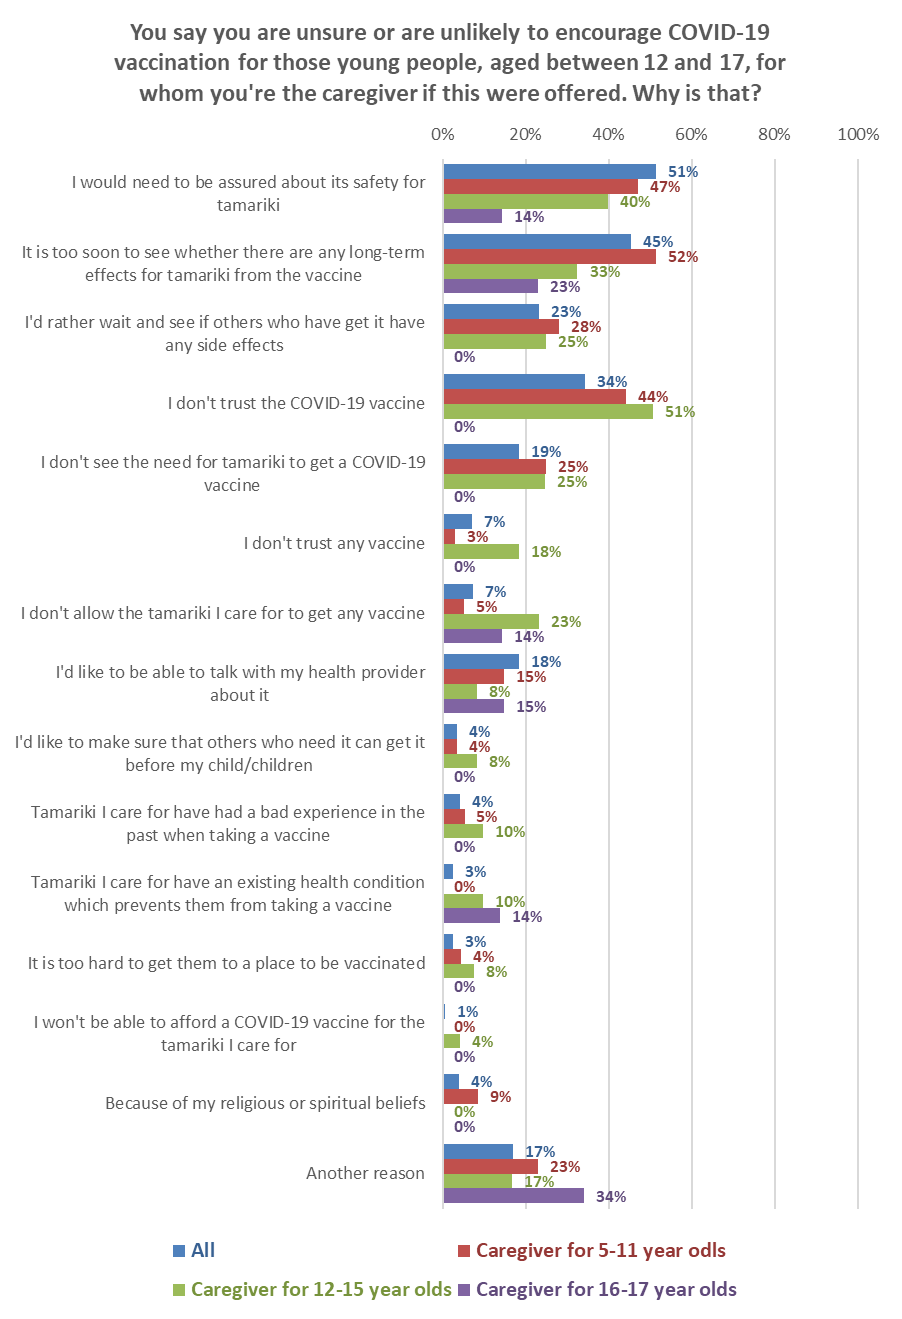 You say you are unsure or are unlikely to encourage COVID-19
vaccination for those young people, aged between 12 and 17, for
whom you're the caregiver if this were offered. Why is that?
0% 20% 40% 60% 80% 100%
I would need to be assured about its safety for
tamariki
51%
47%
40%
14%
It is too soon to see whether there are any long-term
effects for tamariki from the vaccine
45%
52%
33%
23%
I'd rather wait and see if others who have get it have
any side effects
23%
28%
25%
0%
I don't trust the COVID-19 vaccine
34%
44%
51%
0%
I don't see the need for tamariki to get a COVID-19
vaccine
19%
25%
25%
0%
I don't trust any vaccine
7%
3%
18%
0%
I don't allow the tamariki I care for to get any vaccine
7%
5%
23%
14%
I'd like to be able to talk with my health provider
about it
18%
15%
8%
15%
I'd like to make sure that others who need it can get it
before my child/children
4%
4%
8%
0%
Tamariki I care for have had a bad experience in the
past when taking a vaccine
4%
5%
10%
0%
Tamariki I care for have an existing health condition
which prevents them from taking a vaccine
3%
0%
10%
14%
It is too hard to get them to a place to be vaccinated
3%
4%
8%
0%
I won't be able to afford a COVID-19 vaccine for the
tamariki I care for
1%
0%
4%
0%
Because of my religious or spiritual beliefs
4%
9%
0%
0%
Another reason
17%
23%
17%
34%
All
Caregiver for 5-11 year odls
Caregiver for 12-15 year olds
Caregiver for 16-17 year olds